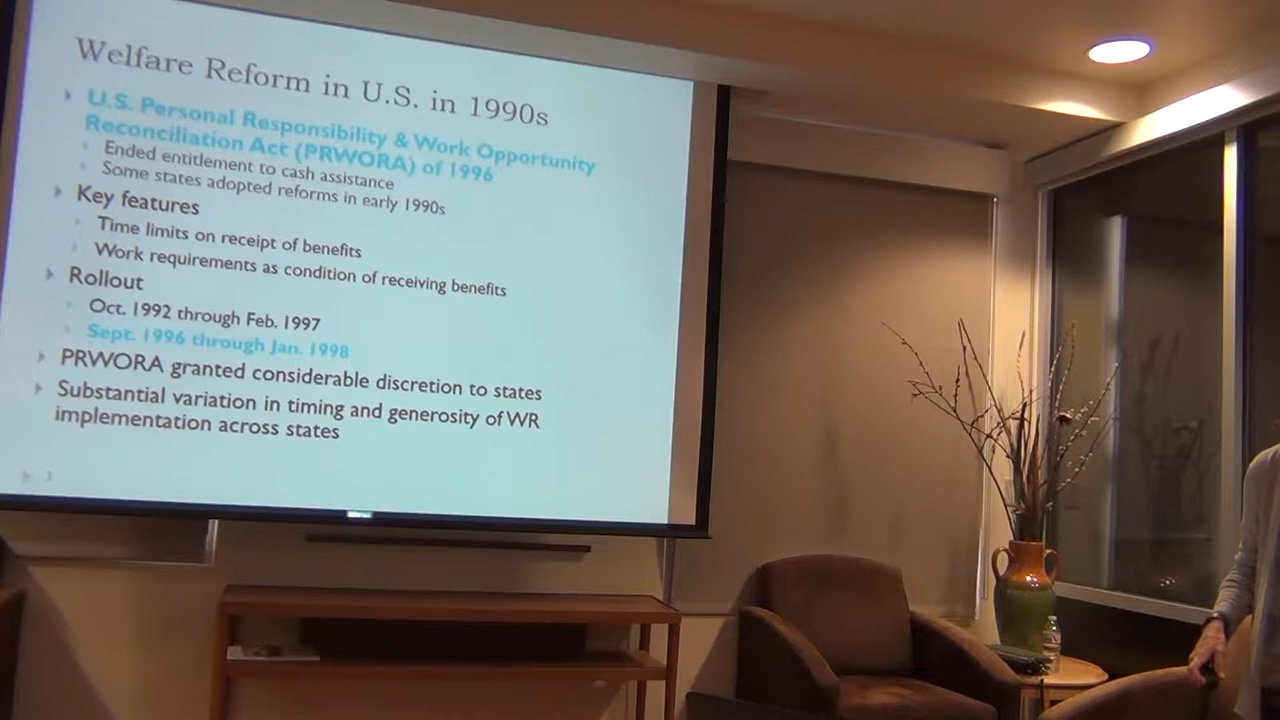 Welfare Reform in U.S. in 1990s
U.S. Personal Responsibility & Work Opportunity
Reconciliation Act (PRWORA) of 1996
Ended entitlement to cash assistance
Some states adopted reforms in early 1990s
Key features
Time limits on receipt of benefits
Work requirements as condition of receiving benefits
Rollout
Oct. 1992 through Feb. 1997
Sept. 1996 through Jan. 1998
PRWORA granted considerable discretion to states
Substantial variation in timing and generosity of WR
implementation across states
3